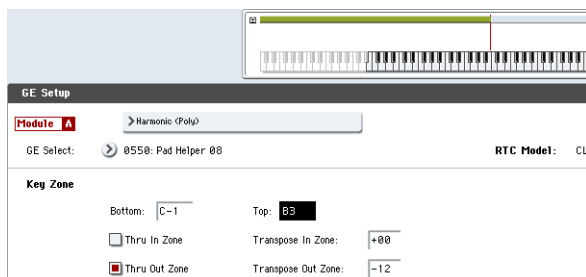 GE Setup
Module A
Harmonic (Poly)
GE Select: 0550: Pad Helper 08 RTC Model: CL
Key Zone
Bottom: C-1 Top: B3
Thru In Zone Transpose In Zone: +00
Thru Out Zone Transpose Out Zone: -12